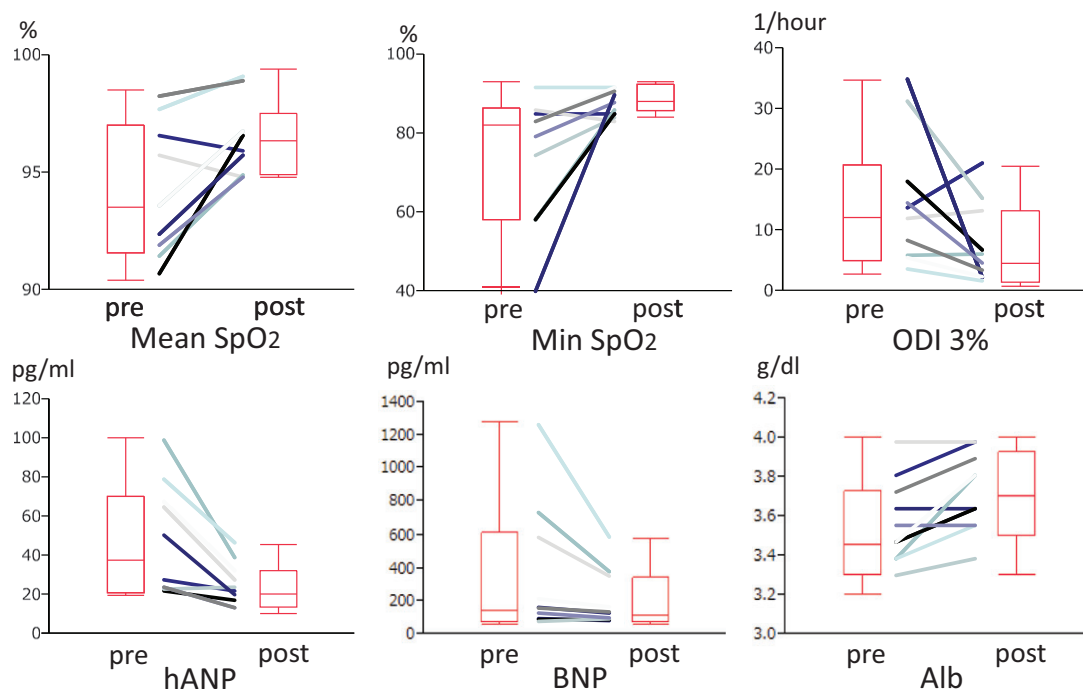 %
100
95
90
pre
post
Mean SpO2
%
100
80
60
40
pre
post
Min SpO2
1/hour
40
30
20
10
0
pre
post
ODI 3%
pg/ml
120
100
80
60
40
20
0
pre
post
hANP
pg/ml
1400
1200
1000
800
600
400
200
0
pre
post
BNP
g/dl
4.2
4.0
3.8
3.6
3.4
3.2
3.0
pre
post
Alb